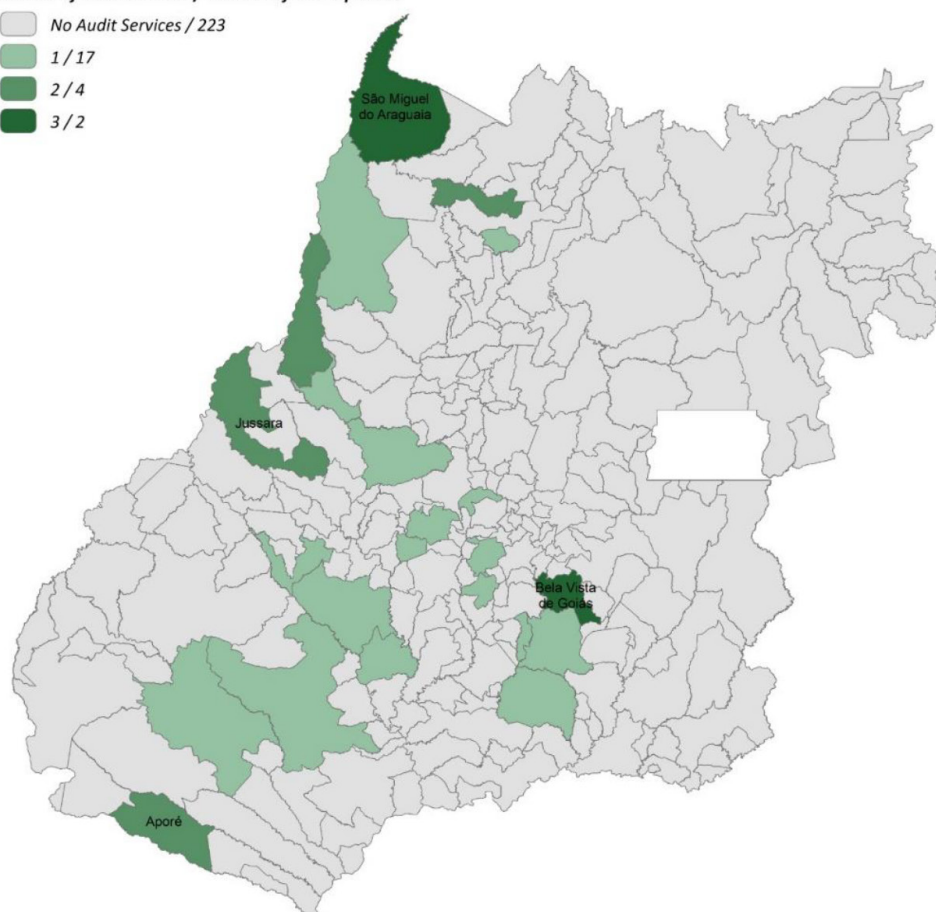 No Audit Services / 223
1 / 17
2 / 4
3 / 2
São Miguel
do Araguaia
Jussara
Bela Vista
de Goiás
Aporé